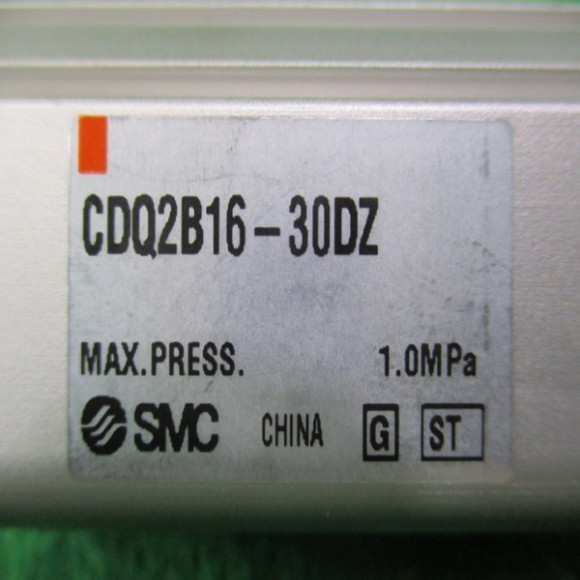 CDQ2B16-30DZ
MAX.PRESS. 1.0MPa
SMC CHINA G ST